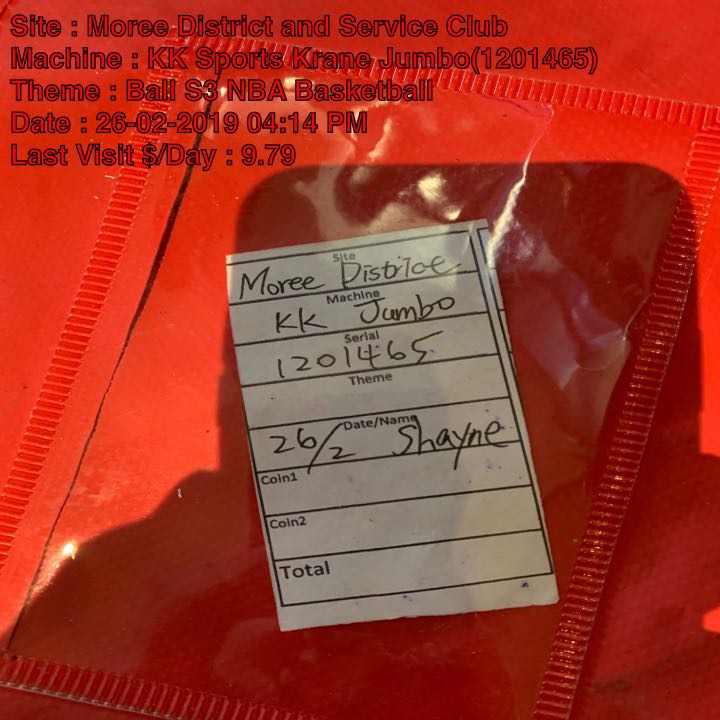 Site : Moree District and Service Club
Machine : KK Sports Krane Jumbo(1201465)
Theme : Ball S3 NBA Basketball
Date : 26-02-2019 04:14 PM
Last Visit $/Day : 9.79
Site
Moree Districe
Machine
KK Jumbo
Serial
1201465
Theme
Date/Name
26/2 Shayne
Coin1
Coin2
Total